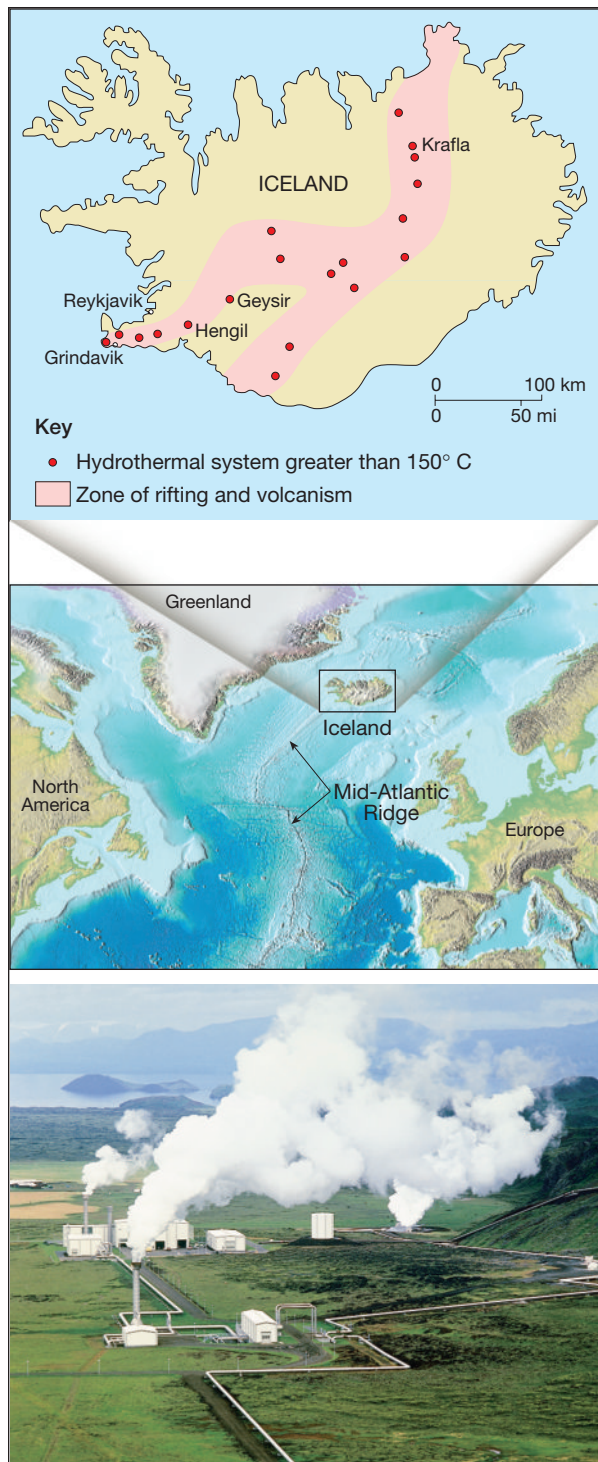 Krafla
ICELAND
Reykjavik
Geysir
Hengil
Grindavik
0 100 km
0 50 mi
Key
Hydrothermal system greater than 150° C
Zone of rifting and volcanism
Greenland
Iceland
North
America
Mid-Atlantic
Ridge
Europe